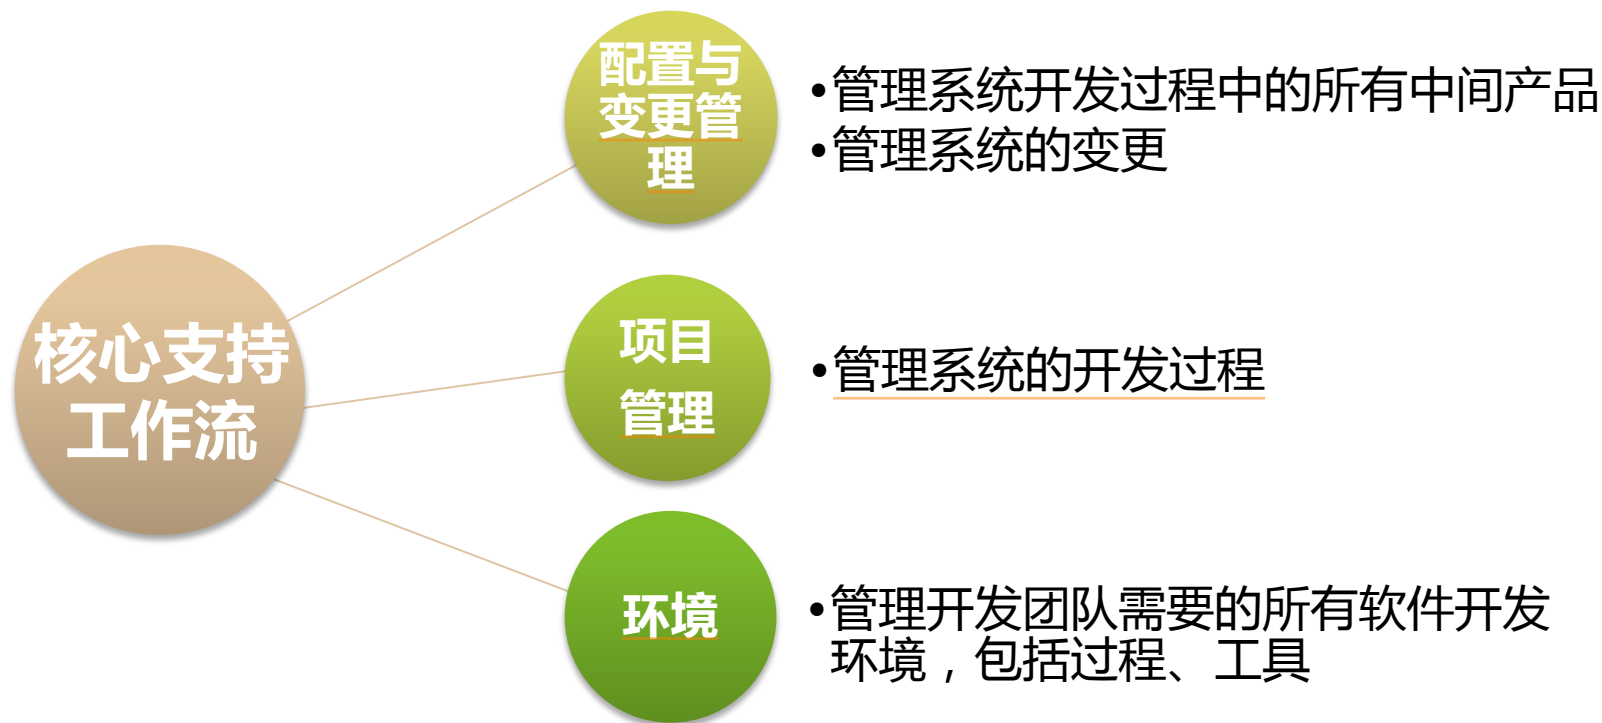 核心支持
工作流
配置与
变更管
理
•管理系统开发过程中的所有中间产品
•管理系统的变更
项目
管理
•管理系统的开发过程
环境
•管理开发团队需要的所有软件开发
环境，包括过程、工具